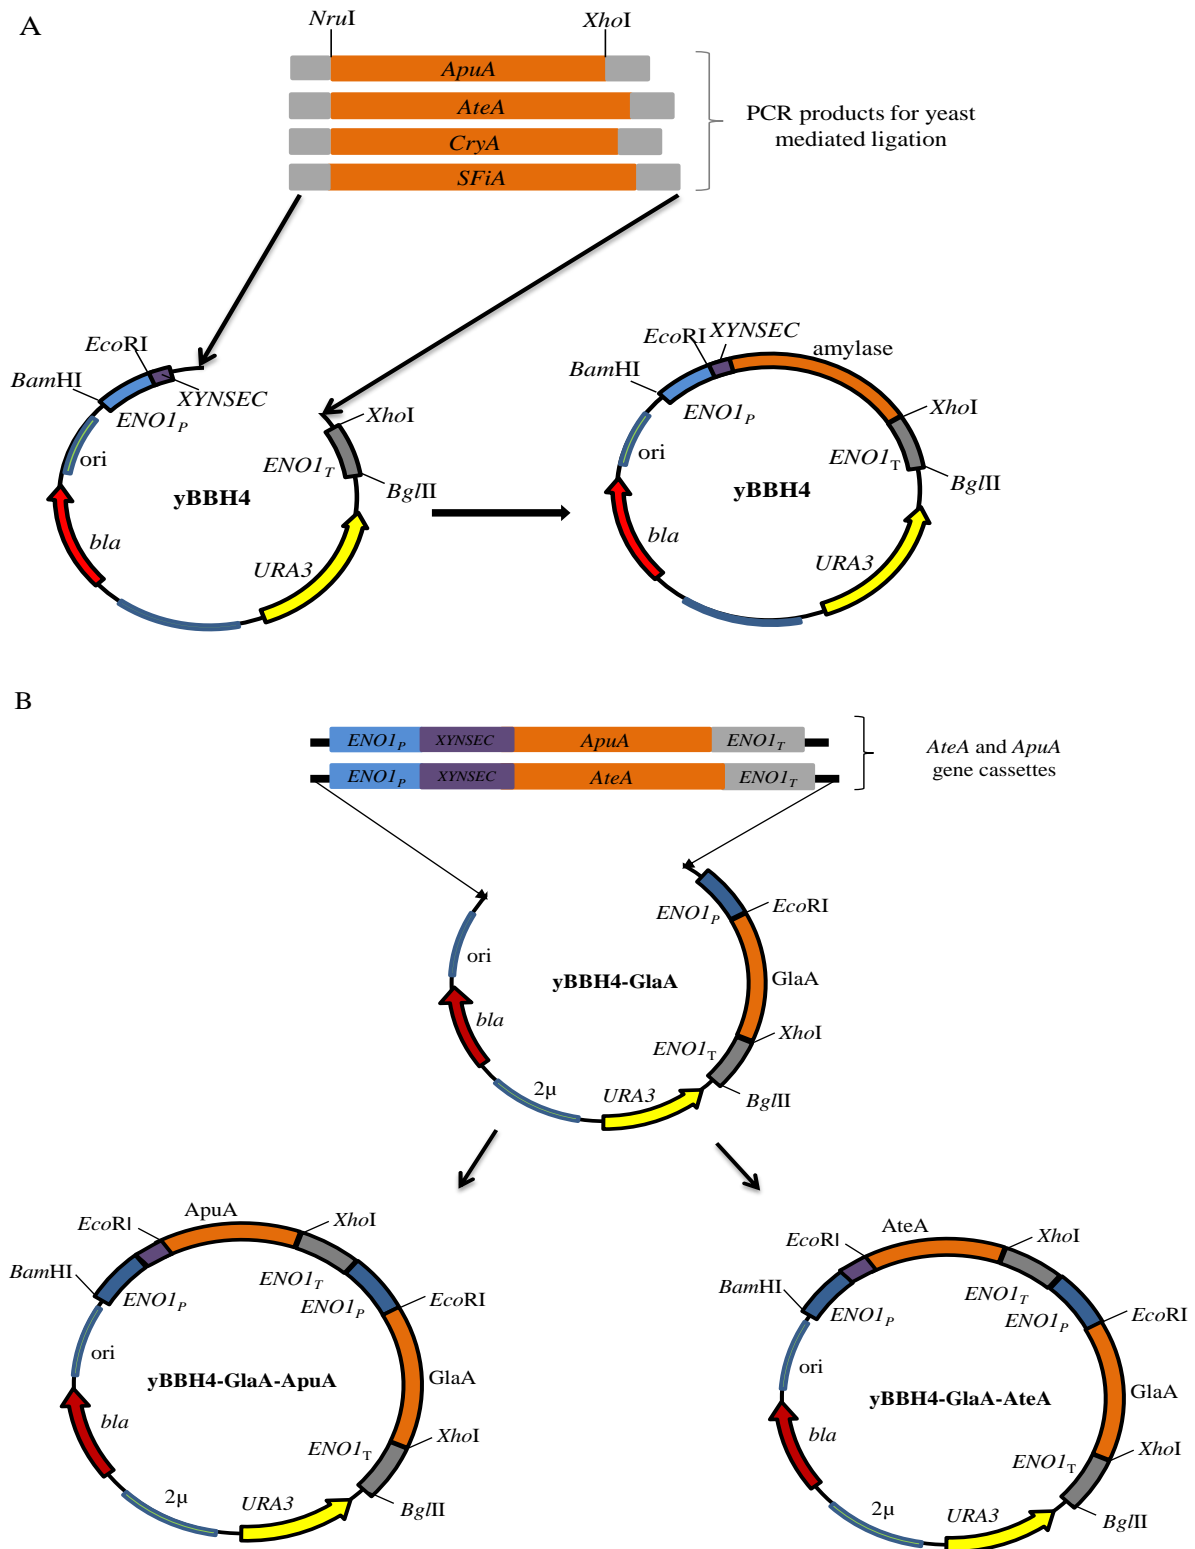 A
NruI
XhoI
ApuA
AteA
CryA
SFiA
PCR products for yeast
mediated ligation
EcoRI
BamHI
XYNSEC
ENO1P
ori
XhoI
ENO1T
BglII
yBBH4
bla
URA3
EcoRI
XYNSEC
amylase
BamHI
ENO1P
XhoI
ori
ENO1T
BglII
yBBH4
bla
URA3
B
ENO1P XYNSEC ApuA ENO1T
ENO1P XYNSEC AteA ENO1T
AteA and ApuA
gene cassettes
ENO1P
EcoRI
ori
yBBH4-GlaA
GlaA
bla
XhoI
ENO1T
2μ
URA3
BglII
ApuA
EcoRI
XhoI
BamHI
ENO1P
ENO1T
ENO1P
EcoRI
ori
yBBH4-GlaA-ApuA
GlaA
bla
ENO1T
XhoI
2μ
URA3
BglII
AteA
EcoRI
XhoI
BamHI
ENO1P
ENO1T
ENO1P
EcoRI
ori
yBBH4-GlaA-AteA
GlaA
bla
ENO1T
XhoI
2μ
URA3
BglII